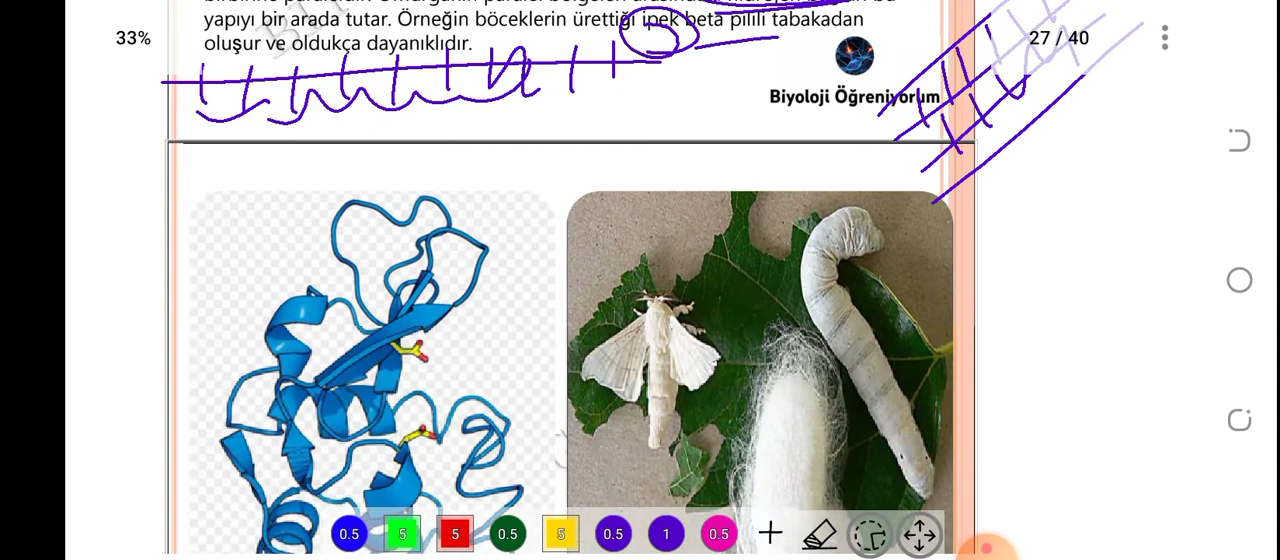 yapıyı bir arada tutar. Örneğin böceklerin ürettiği ipek beta pilili tabakadan
oluşur ve oldukça dayanıklıdır.
33%
27 / 40
Biyoloji Öğreniyorum
0.5 5 5 0.5 5 0.5 1 0.5